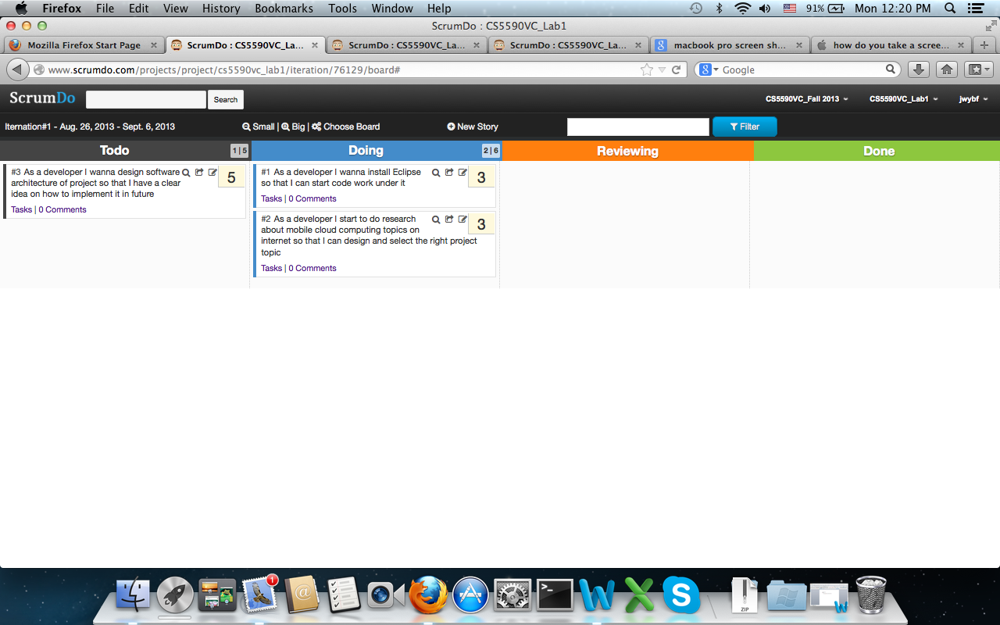 Firefox File Edit View History Bookmarks Tools Window Help 91% Mon 12:20 PM
ScrumDo : CS5590VC_Lab1
Mozilla Firefox Start Page ScrumDo : CS5590VC_La... ScrumDo : CS5590VC_La... ScrumDo : CS5590VC_La... macbook pro screen sh... how do you take a scree...
www.scrumdo.com/projects/project/cs5590vc_lab1/iteration/76129/board# Google
ScrumDo Search CS5590VC_Fall 2013 CS5590VC_Lab1 jwybf
Iternation#1 - Aug. 26, 2013 - Sept. 6, 2013 Small | Big | Choose Board New Story Filter
Todo 1 | 5 Doing 2 | 6 Reviewing Done
#3 As a developer I wanna design software
architecture of project so that I have a clear
idea on how to implement it in future
5
Tasks | 0 Comments
#1 As a developer I wanna install Eclipse
so that I can start code work under it
3
Tasks | 0 Comments
#2 As a developer I start to do research
about mobile cloud computing topics on
internet so that I can design and select the right project
topic
3
Tasks | 0 Comments
1
ZIP